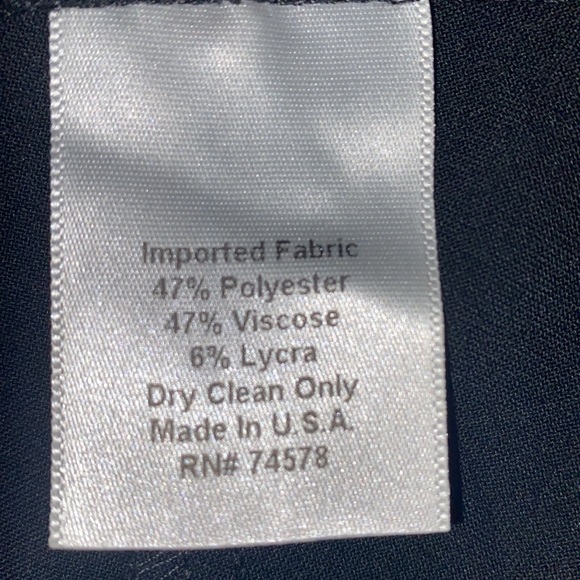 Imported Fabric
47% Polyester
47% Viscose
6% Lycra
Dry Clean Only
Made In U.S.A.
RN# 74578